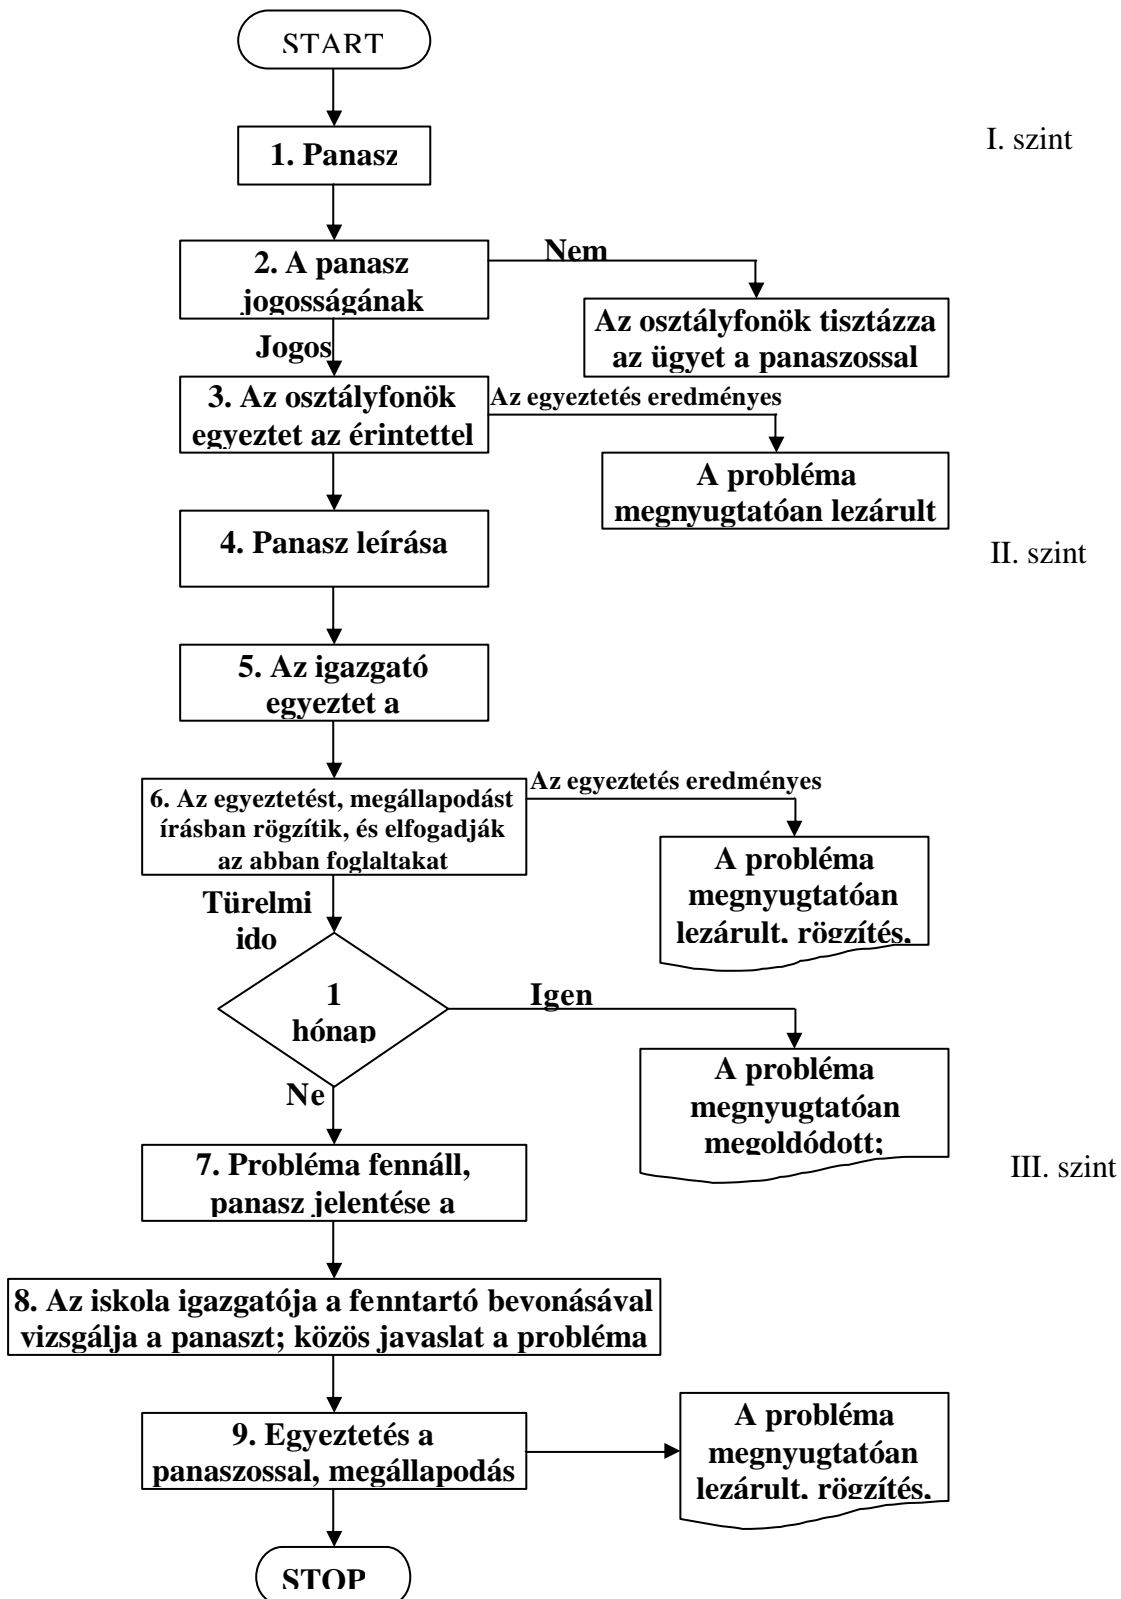 START
I. szint
1. Panasz
2. A panasz
jogosságának
Nem
Az osztályfonök tisztázza
az ügyet a panaszossal
Jogos
3. Az osztályfonök
egyeztet az érintettel
Az egyeztetés eredményes
A probléma
megnyugtatóan lezárult
4. Panasz leírása
II. szint
5. Az igazgató
egyeztet a
6. Az egyeztetést, megállapodást
írásban rögzítik, és elfogadják
az abban foglaltakat
Az egyeztetés eredményes
A probléma
megnyugtatóan
lezárult, rögzítés,
Türelmi
ido
1
hónap
Igen
A probléma
megnyugtatóan
megoldódott;
Ne
7. Probléma fennáll,
panasz jelentése a
III. szint
8. Az iskola igazgatója a fenntartó bevonásával
vizsgálja a panaszt; közös javaslat a probléma
9. Egyeztetés a
panaszossal, megállapodás
A probléma
megnyugtatóan
lezárult, rögzítés,
STOP